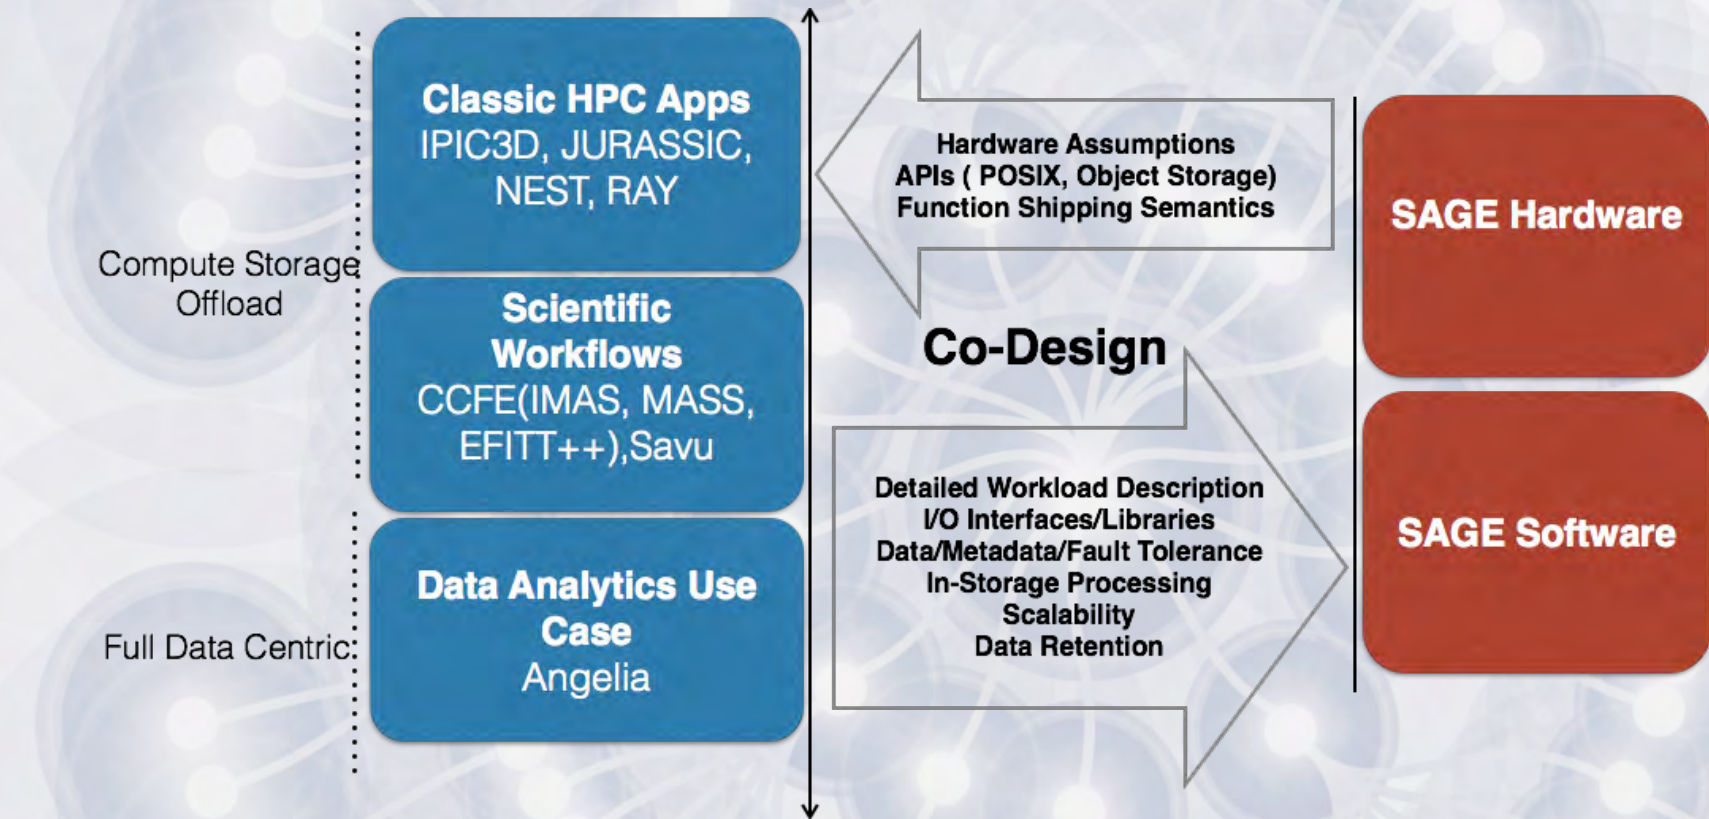 Compute Storage
Offload
Full Data Centric
Classic HPC Apps
IPIC3D, JURASSIC,
NEST, RAY
Scientific
Workflows
CCFE(IMAS, MASS,
EFITT++),Savu
Data Analytics Use
Case
Angelia
Hardware Assumptions
APIs ( POSIX, Object Storage)
Function Shipping Semantics
Co-Design
Detailed Workload Description
I/O Interfaces/Libraries
Data/Metadata/Fault Tolerance
In-Storage Processing
Scalability
Data Retention
SAGE Hardware
SAGE Software